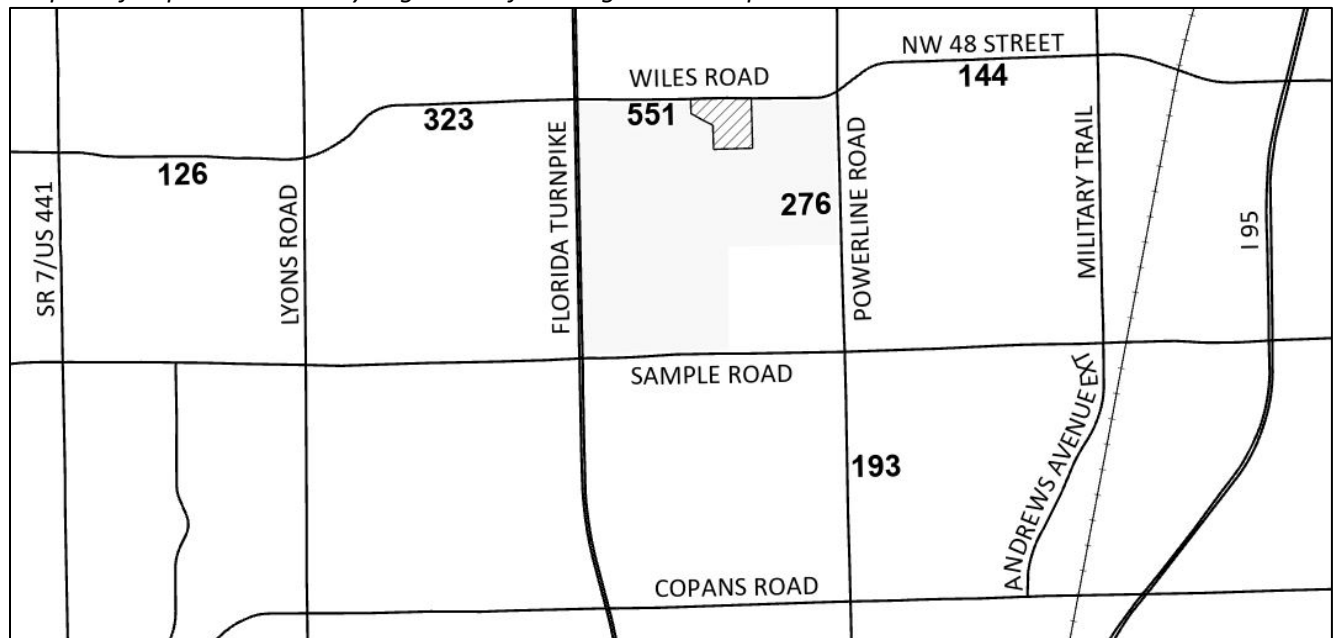 NW 48 STREET
WILES ROAD
144
551
323
126
276
SR 7/US 441
LYONS ROAD
FLORIDA TURNPIKE
POWERLINE ROAD
MILITARY TRAIL
I 95
SAMPLE ROAD
ANDREWS AVENUE EXT
193
COPANS ROAD